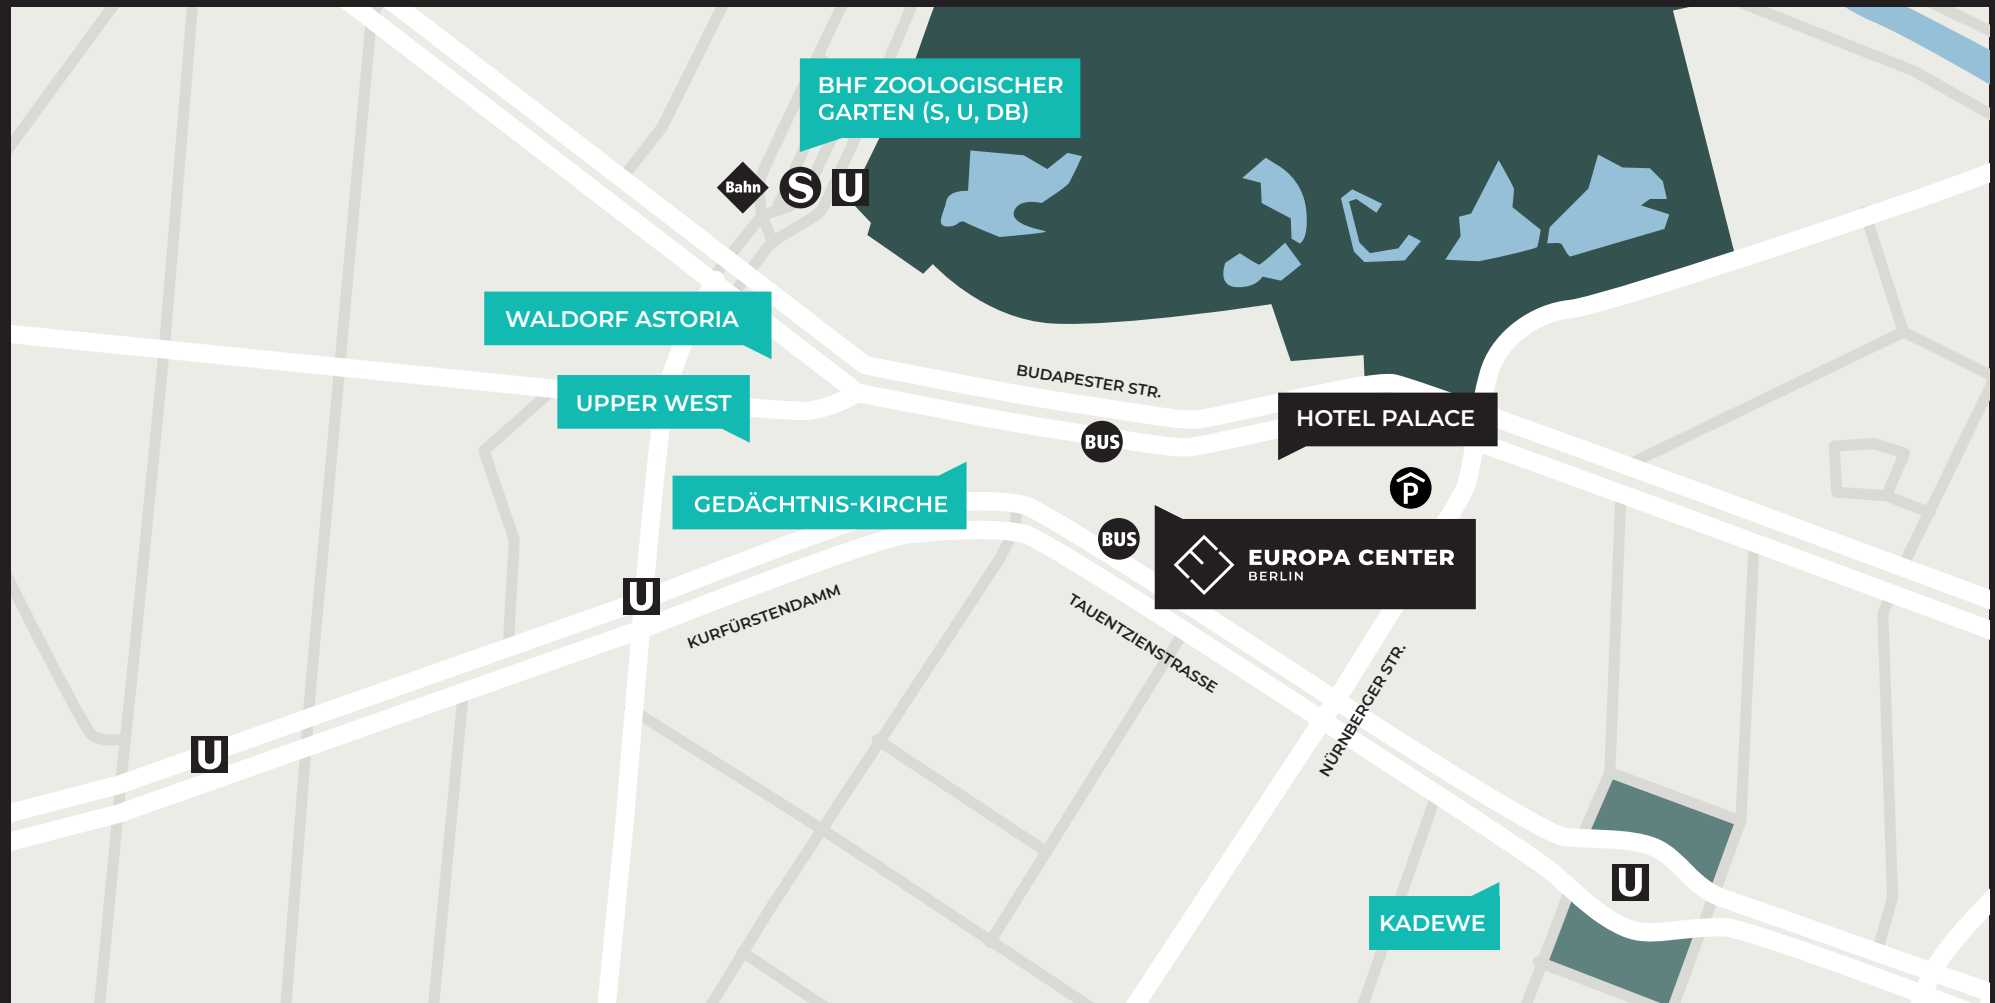 BHF ZOOLOGISCHER
GARTEN (S, U, DB)
Bahn
S
U
WALDORF ASTORIA
UPPER WEST
BUDAPESTER STR.
HOTEL PALACE
BUS
P
GEDÄCHTNIS-KIRCHE
BUS
EUROPA CENTER
BERLIN
U
KURFÜRSTENDAMM
TAUENTZIENSTRASSE
NÜRNBERGER STR.
U
U
KADEWE